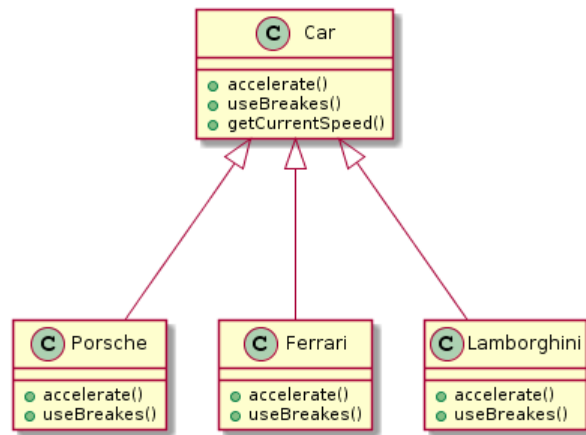 C Car
accelerate()
useBreakes()
getCurrentSpeed()
C Porsche
accelerate()
useBreakes()
C Ferrari
accelerate()
useBreakes()
C Lamborghini
accelerate()
useBreakes()